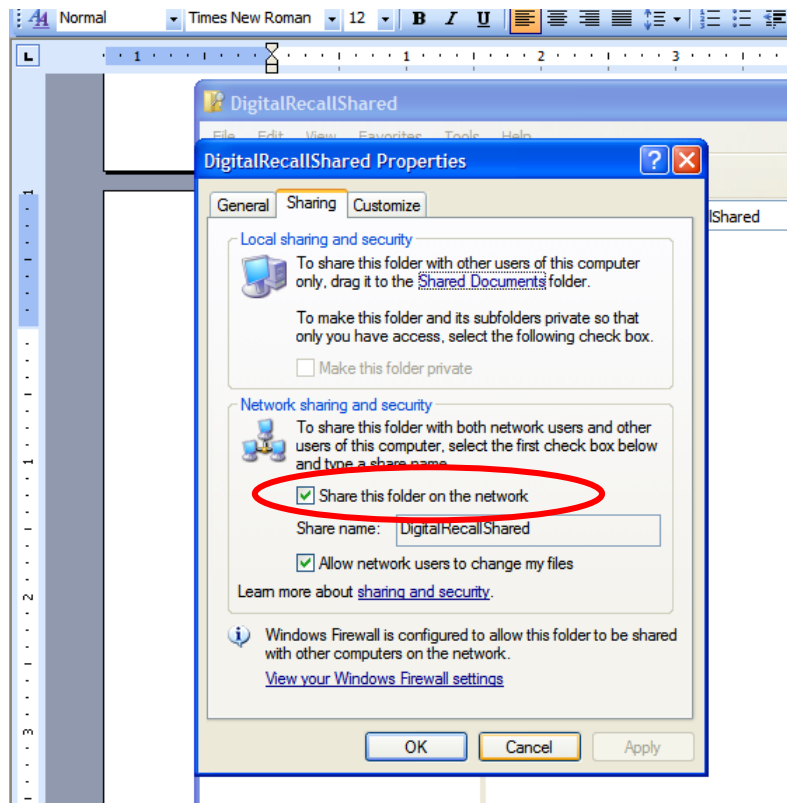 Normal Times New Roman 12 B I U
L 1 1 2 3
DigitalRecallShared
File Edit View Favorites Tools Help
DigitalRecallShared Properties
General Sharing Customize
lShared
Local sharing and security
To share this folder with other users of this computer
only, drag it to the Shared Documents folder.
To make this folder and its subfolders private so that
only you have access, select the following check box.
Make this folder private
Network sharing and security
To share this folder with both network users and other
users of this computer, select the first check box below
and type a share name.
Share this folder on the network
Share name: DigitalRecallShared
Allow network users to change my files
Learn more about sharing and security.
Windows Firewall is configured to allow this folder to be shared
with other computers on the network.
View your Windows Firewall settings
OK Cancel Apply
1
1
2
3